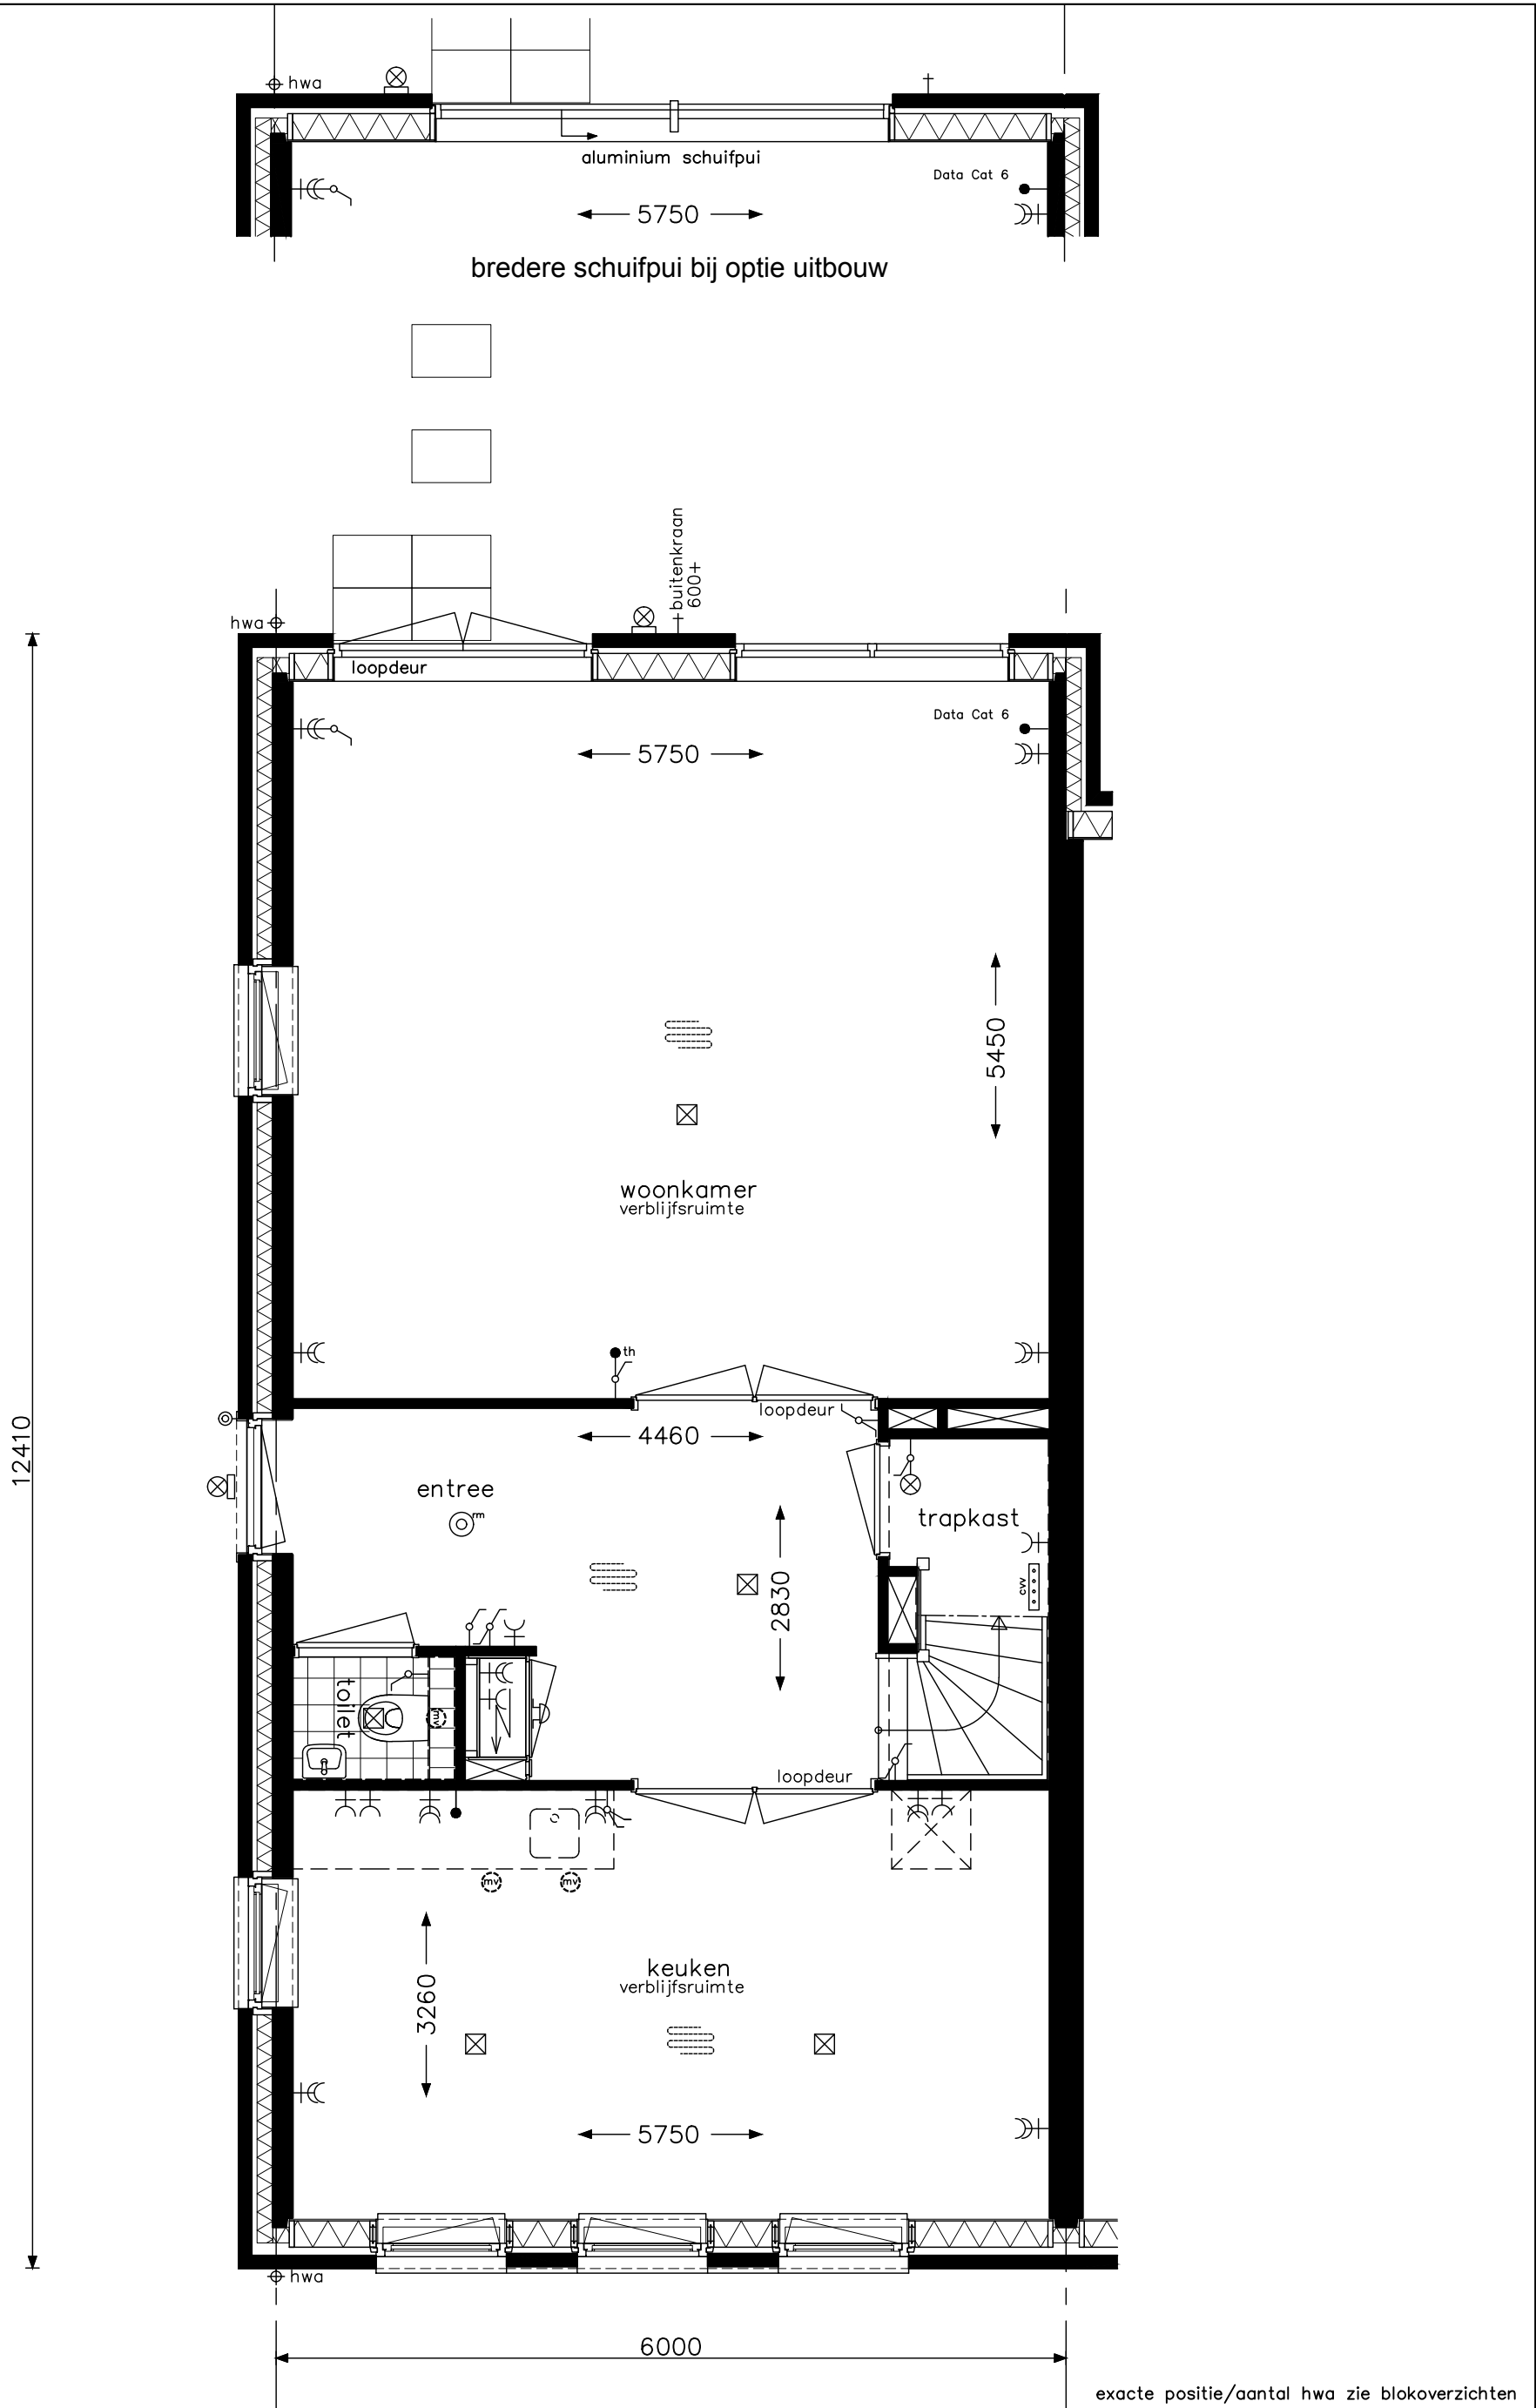 hwa
aluminium schuifpui
Data Cat 6
5750
bredere schuifpui bij optie uitbouw
buitenkraan
600+
hwa
loopdeur
Data Cat 6
5750
5450
woonkamer
verblijfsruimte
th
loopdeur
4460
12410
entree
rm
trapkast
cvv
2830
toilet
mv
loopdeur
mv
mv
keuken
verblijfsruimte
3260
5750
hwa
6000
exacte positie/aantal hwa zie blokoverzichten